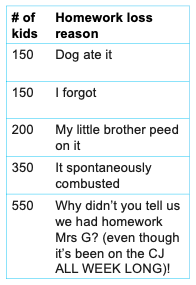 # of Homework loss
kids reason
150 Dog ate it
150 I forgot
200 My little brother peed
on it
350 It spontaneously
combusted
550 Why didn’t you tell us
we had homework
Mrs G? (even though
it’s been on the CJ
ALL WEEK LONG)!